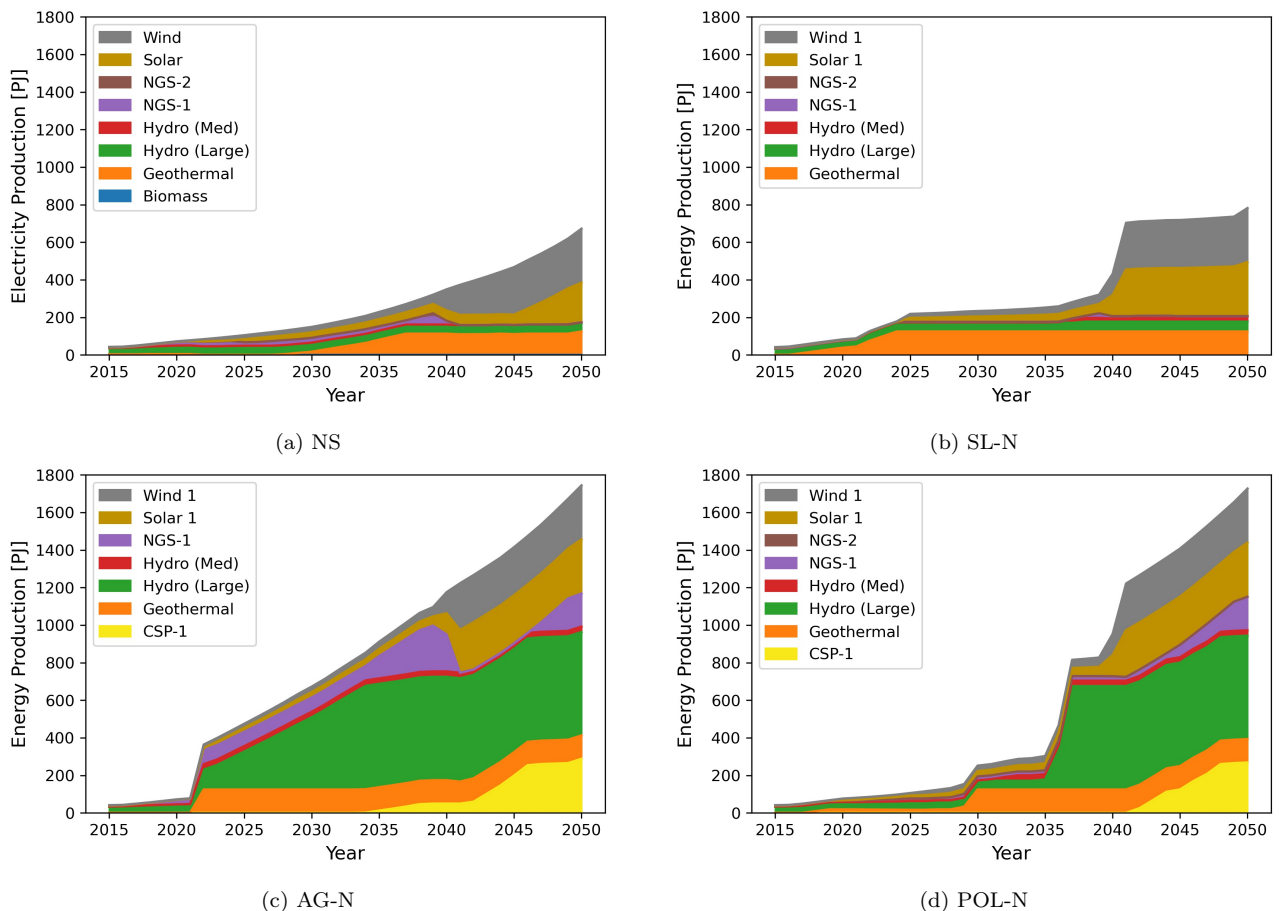 Electricity Production [PJ]
1800
1600
1400
1200
1000
800
600
400
200
0
Wind
Solar
NGS-2
NGS-1
Hydro (Med)
Hydro (Large)
Geothermal
Biomass
2015 2020 2025 2030 2035 2040 2045 2050
Year
(a) NS
Energy Production [PJ]
1800
1600
1400
1200
1000
800
600
400
200
0
Wind 1
Solar 1
NGS-2
NGS-1
Hydro (Med)
Hydro (Large)
Geothermal
2015 2020 2025 2030 2035 2040 2045 2050
Year
(b) SL-N
Energy Production [PJ]
1800
1600
1400
1200
1000
800
600
400
200
0
Wind 1
Solar 1
NGS-1
Hydro (Med)
Hydro (Large)
Geothermal
CSP-1
2015 2020 2025 2030 2035 2040 2045 2050
Year
(c) AG-N
Energy Production [PJ]
1800
1600
1400
1200
1000
800
600
400
200
0
Wind 1
Solar 1
NGS-2
NGS-1
Hydro (Med)
Hydro (Large)
Geothermal
CSP-1
2015 2020 2025 2030 2035 2040 2045 2050
Year
(d) POL-N